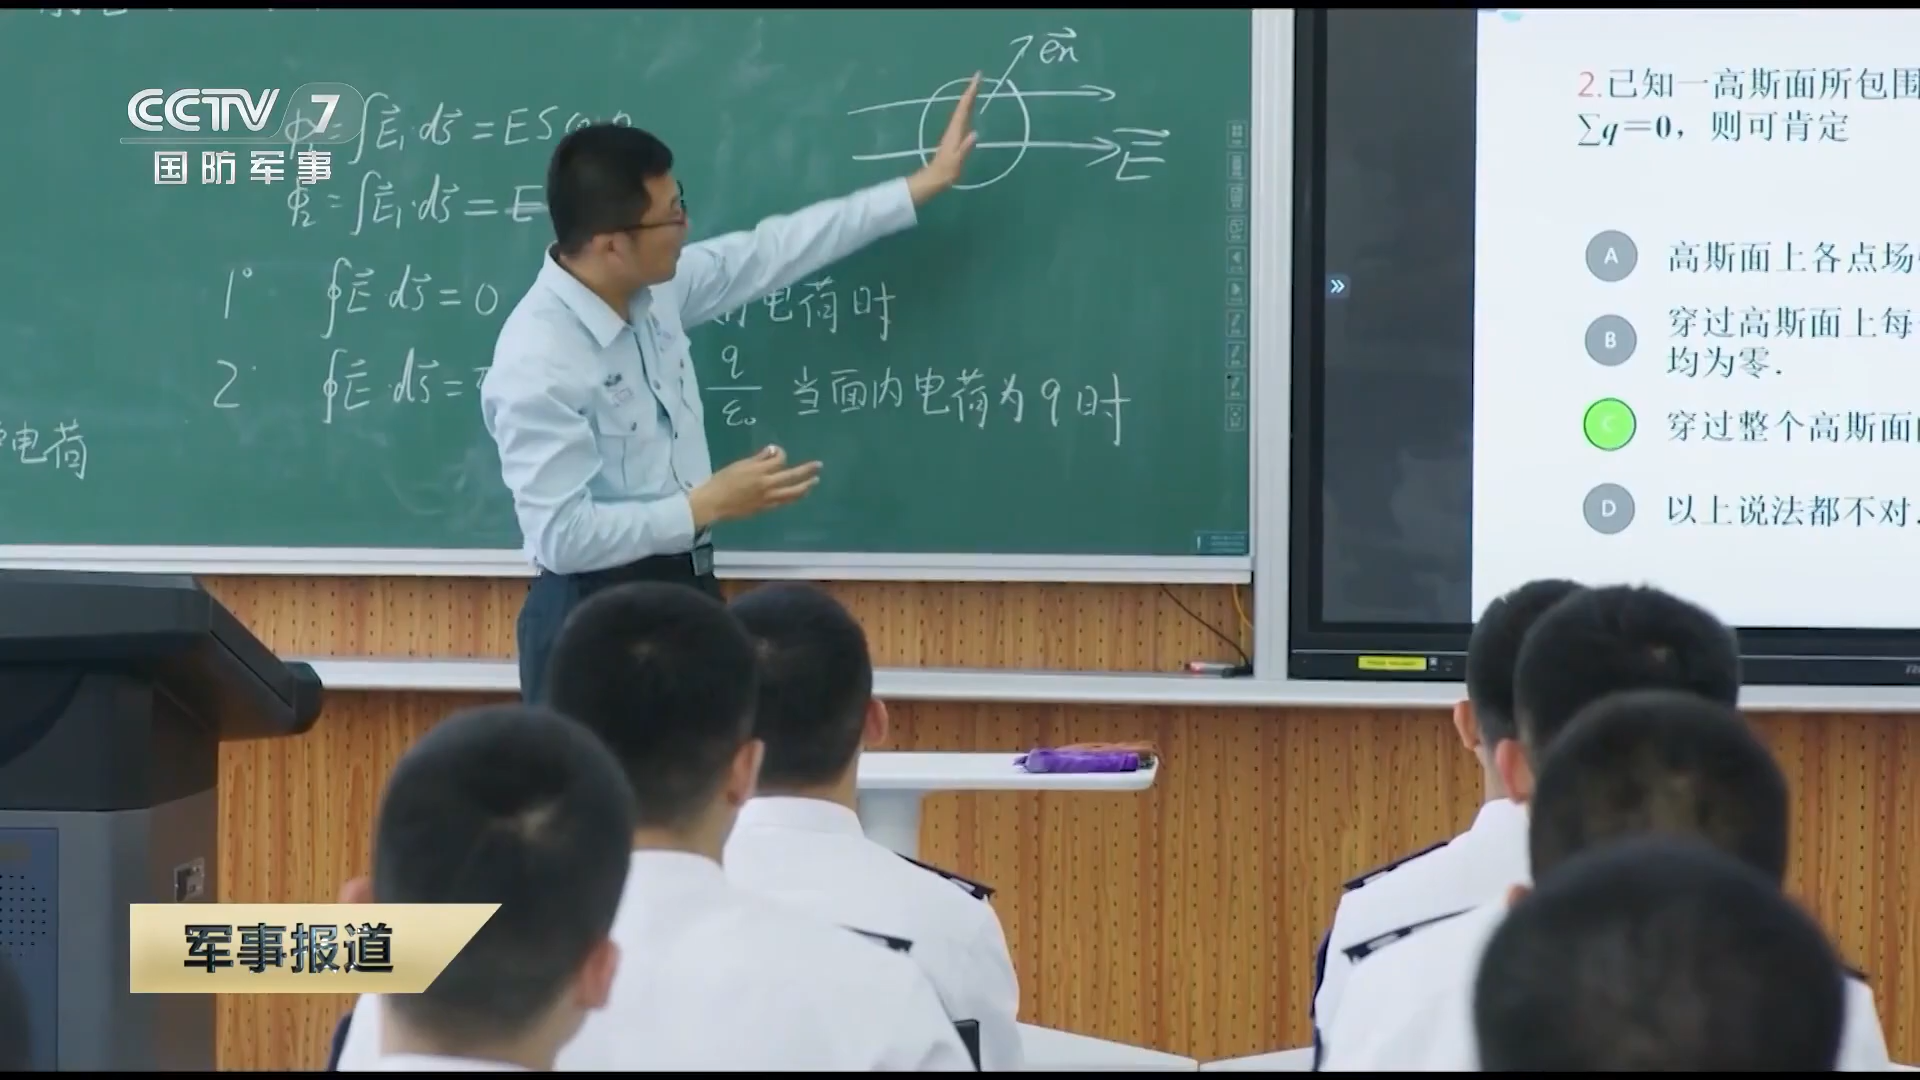 CCTV 7
国防军事
= ∫E₁·dS = ES
Φ₂ = ∫E₁·dS = E
1° ∮E dS = 0 电荷时
2° ∮E·dS = q/ε₀ 当面内电荷为q时
电荷
en
E
2.已知一高斯面所包围
∑q=0，则可肯定
A 高斯面上各点场
B 穿过高斯面上每
均为零.
C 穿过整个高斯面
D 以上说法都不对.
军事报道